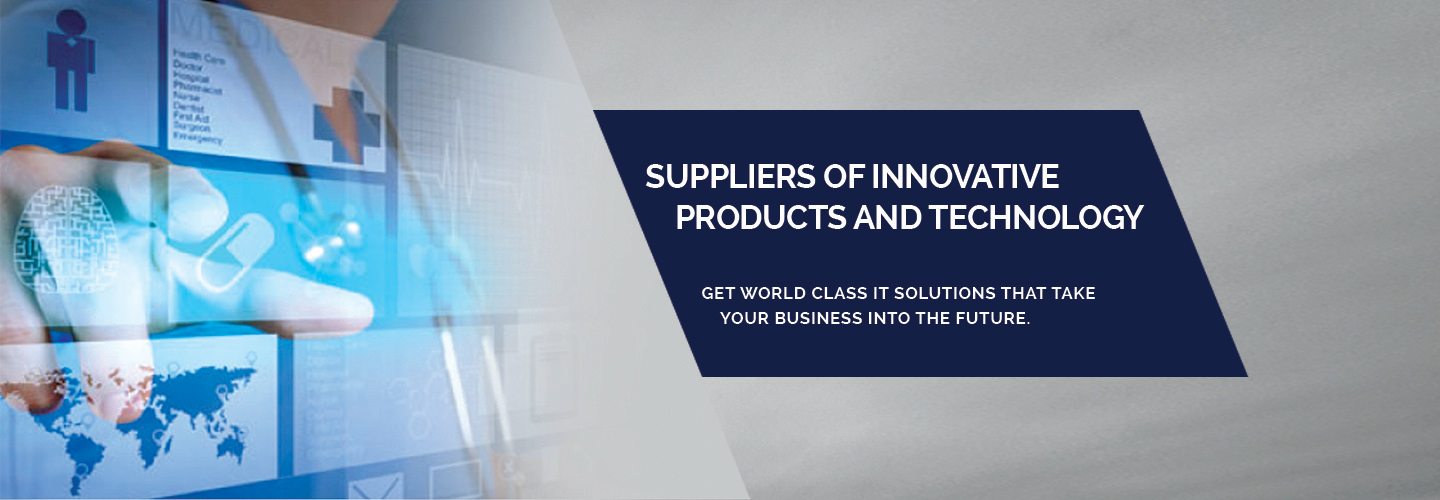 MEDICAL
Health Care
Doctor
Hospital
Pharmacist
Nurse
Dentist
First Aid
Surgeon
Emergency
SUPPLIERS OF INNOVATIVE
PRODUCTS AND TECHNOLOGY
GET WORLD CLASS IT SOLUTIONS THAT TAKE
YOUR BUSINESS INTO THE FUTURE.